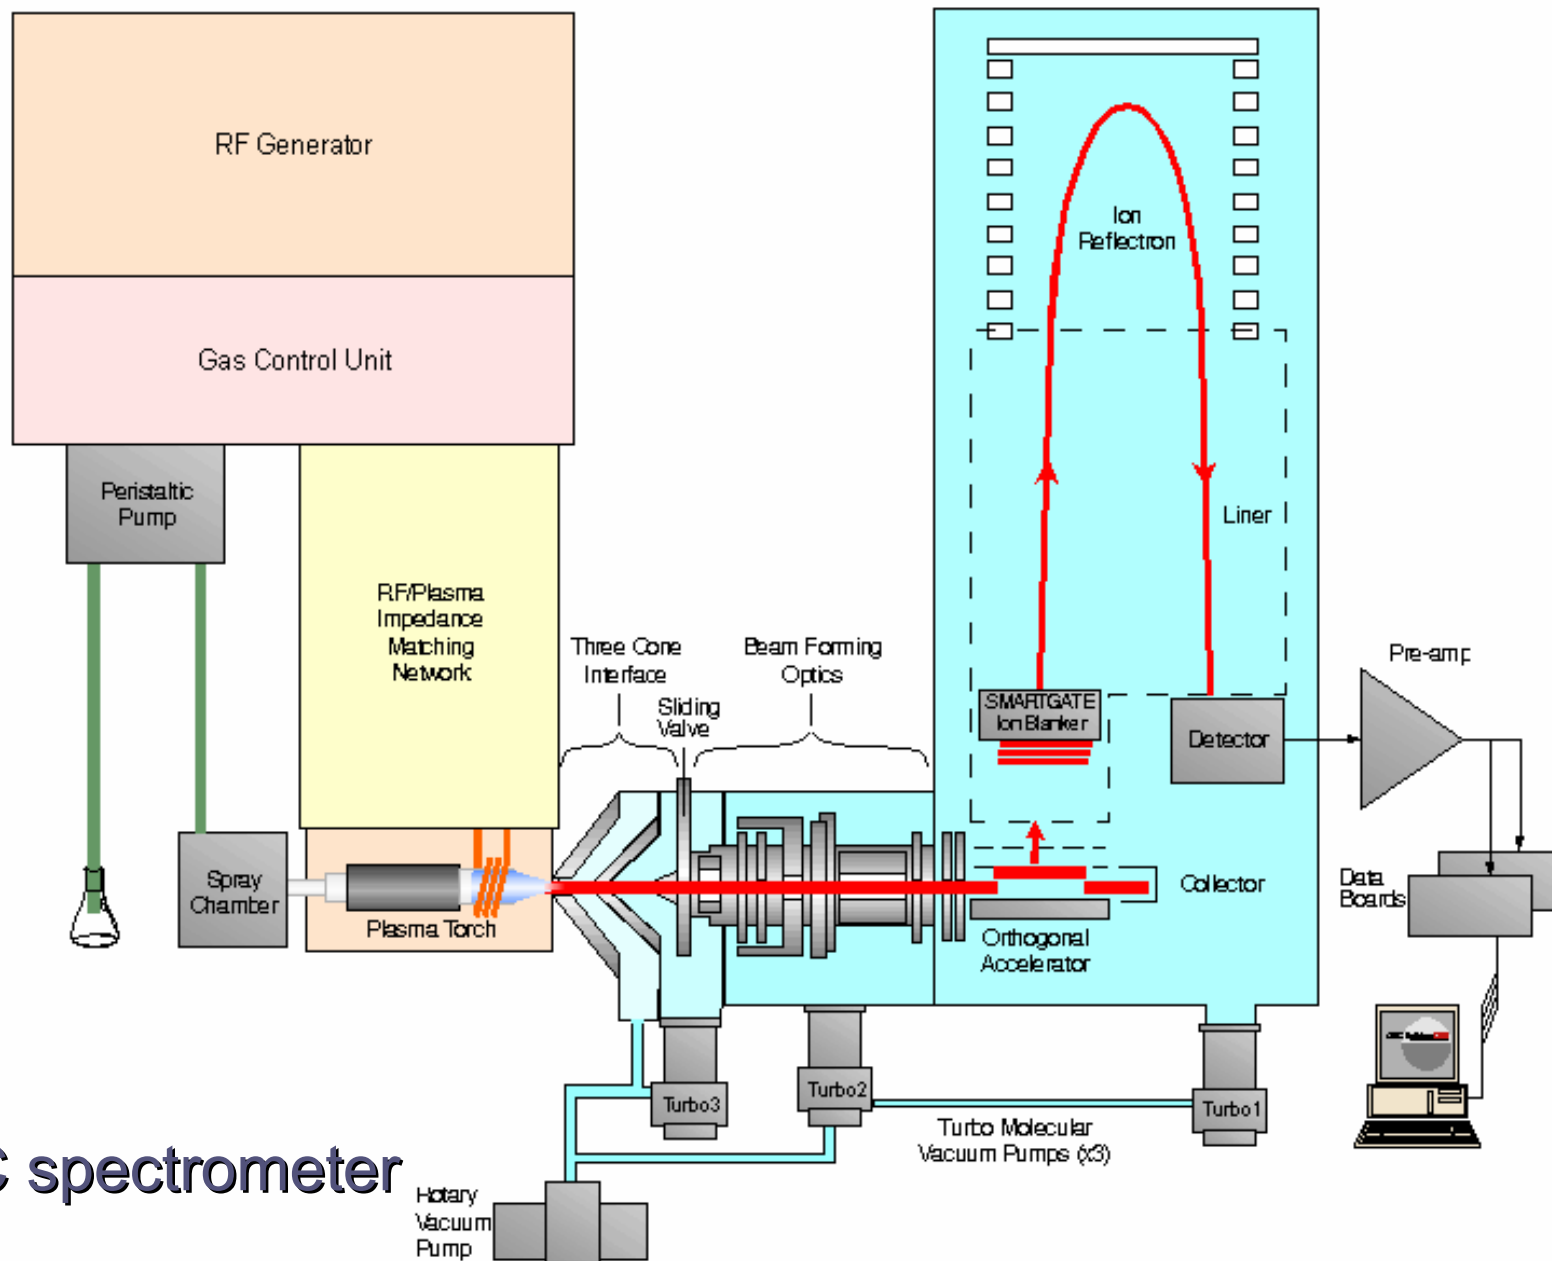 RF Generator
Gas Control Unit
Peristaltic
Pump
RF/Plasma
Impedance
Matching
Network
Three Cone
Interface
Sliding
Valve
Beam Forming
Optics
Ion
Reflectron
Liner
SMARTGATE
Ion Blanker
Detector
Pre-amp
Spray
Chamber
Plasma Torch
Orthogonal
Accelerator
Collector
Data
Boards
Turbo3
Turbo2
Turbo1
Turbo Molecular
Vacuum Pumps (x3)
C spectrometer
Rotary
Vacuum
Pump